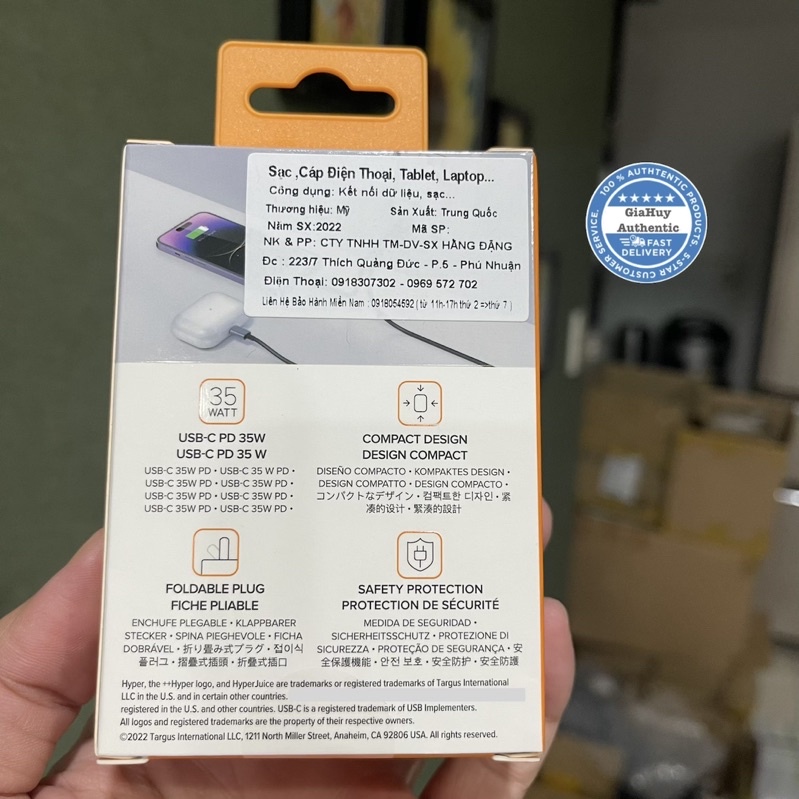 Sạc ,Cáp Điện Thoại, Tablet, Laptop...
Công dụng: Kết nối dữ liệu, sạc...
Thương hiệu: Mỹ Sản Xuất: Trung Quốc
Năm SX:2022 Mã SP:
NK & PP: CTY TNHH TM-DV-SX HẰNG ĐĂNG
Đc : 223/7 Thích Quảng Đức - P.5 - Phú Nhuận
Điện Thoại: 0918307302 - 0969 572 702
Liên Hệ Bảo Hành Miền Nam : 0918054592 ( từ 11h-17h thứ 2 =>thứ 7 )
100 % AUTHTENTIC PRODUCTS.
GiaHuy
Authentic
FAST
DELIVERY
5-STAR CUSTOMER SERVICE.
35
WATT
USB-C PD 35W
USB-C PD 35 W
USB-C 35W PD • USB-C 35 W PD •
USB-C 35W PD • USB-C 35W PD •
USB-C 35W PD • USB-C 35W PD •
USB-C 35W PD • USB-C 35W PD •
COMPACT DESIGN
DESIGN COMPACT
DISEÑO COMPACTO • KOMPAKTES DESIGN •
DESIGN COMPATTO • DESIGN COMPACTO •
コンパクトなデザイン • 컴팩트한 디자인 • 紧
凑的设计 • 緊湊的設計
FOLDABLE PLUG
FICHE PLIABLE
ENCHUFE PLEGABLE • KLAPPBARER
STECKER • SPINA PIEGHEVOLE • FICHA
DOBRÁVEL • 折り畳み式プラグ • 접이식
플러그 • 摺疊式插頭 • 折叠式插口
SAFETY PROTECTION
PROTECTION DE SÉCURITÉ
MEDIDA DE SEGURIDAD •
SICHERHEITSSCHUTZ • PROTEZIONE DI
SICUREZZA • PROTEÇÃO DE SEGURANÇA • 安
全保護機能 • 안전 보호 • 安全防护 • 安全防護
Hyper, the ++Hyper logo, and HyperJuice are trademarks or registered trademarks of Targus International
LLC in the U.S. and in certain other countries.
registered in the U.S. and other countries. USB-C is a registered trademark of USB Implementers.
All logos and registered trademarks are the property of their respective owners.
©2022 Targus International LLC, 1211 North Miller Street, Anaheim, CA 92806 USA. All rights reserved.